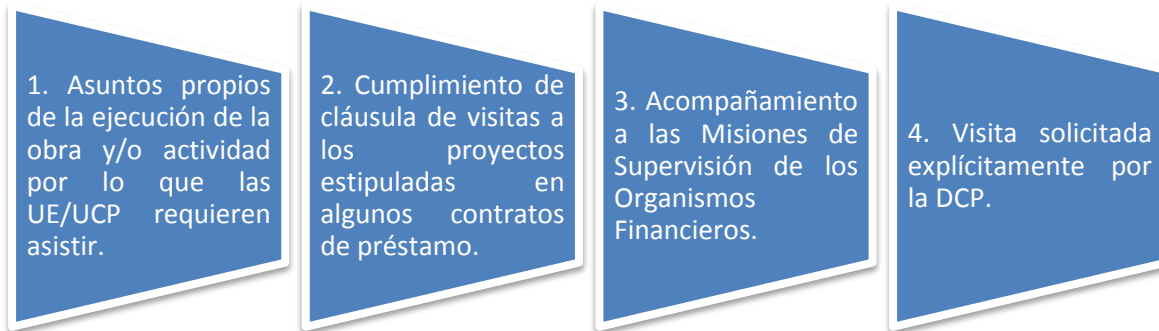 1. Asuntos propios
de la ejecución de la
obra y/o actividad
por lo que las
UE/UCP requieren
asistir.
2. Cumplimiento de
cláusula de visitas a
los proyectos
estipuladas en
algunos contratos
de préstamo.
3. Acompañamiento
a las Misiones de
Supervisión de los
Organismos
Financieros.
4. Visita solicitada
explícitamente por
la DCP.